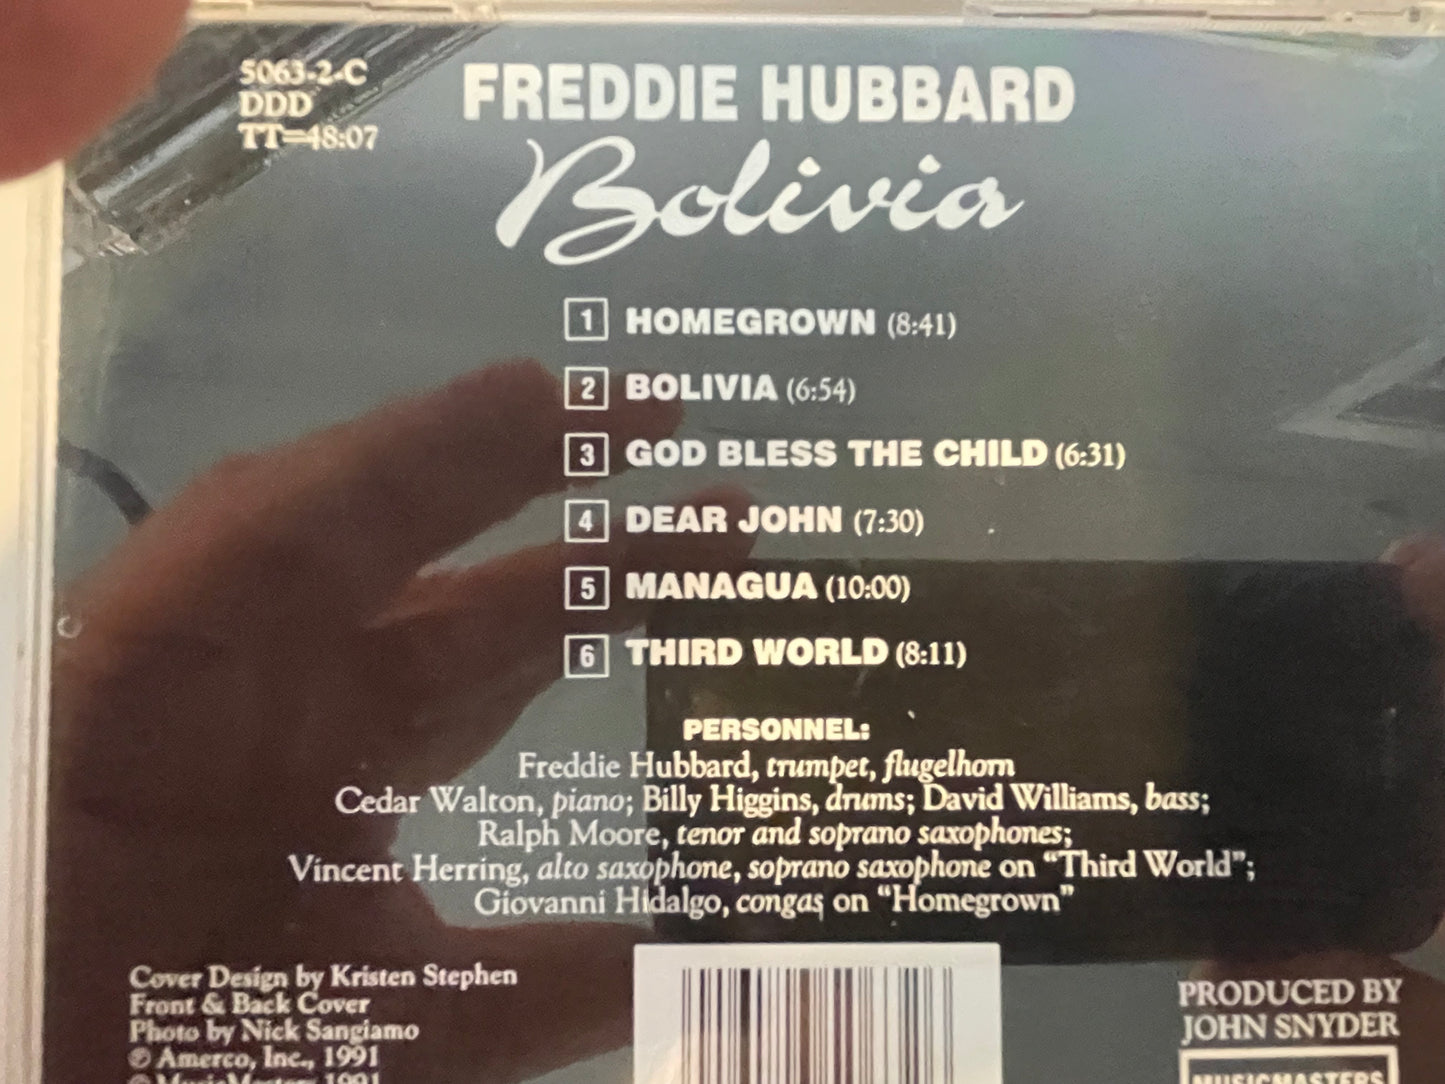 5063-2-C
DDD
TT=48:07
FREDDIE HUBBARD
Bolivia
1 HOMEGROWN (8:41)
2 BOLIVIA (6:54)
3 GOD BLESS THE CHILD (6:31)
4 DEAR JOHN (7:30)
5 MANAGUA (10:00)
6 THIRD WORLD (8:11)
PERSONNEL:
Freddie Hubbard, trumpet, flugelhorn
Cedar Walton, piano; Billy Higgins, drums; David Williams, bass;
Ralph Moore, tenor and soprano saxophones;
Vincent Herring, alto saxophone, soprano saxophone on “Third World”;
Giovanni Hidalgo, congas on “Homegrown”
Cover Design by Kristen Stephen
Front & Back Cover
Photo by Nick Sangiamo
℗ Amerco, Inc., 1991
© MusicMasters 1991
PRODUCED BY
JOHN SNYDER
MUSICMASTERS